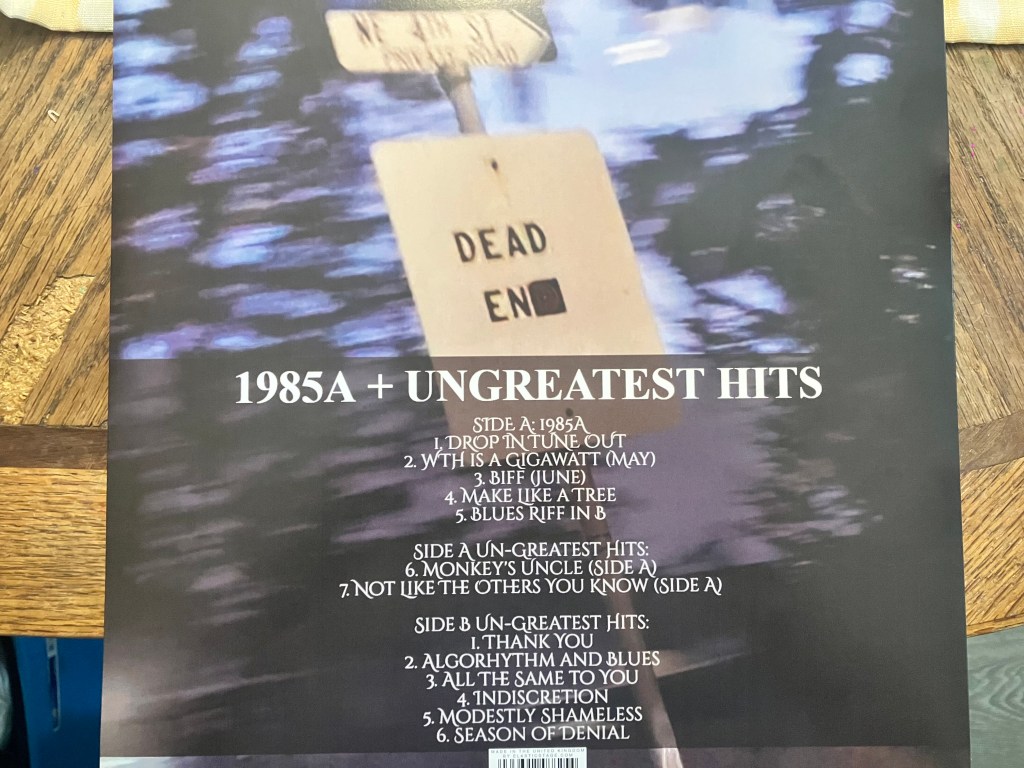 NE 4TH ST
DEAD
EN
1985A + UNGREATEST HITS
SIDE A: 1985A
1. DROP IN TUNE OUT
2. WTH IS A GIGAWATT (MAY)
3. BIFF (JUNE)
4. MAKE LIKE A TREE
5. BLUES RIFF IN B
SIDE A UN-GREATEST HITS:
6. MONKEY'S UNCLE (SIDE A)
7. NOT LIKE THE OTHERS YOU KNOW (SIDE A)
SIDE B UN-GREATEST HITS:
1. THANK YOU
2. ALGORHYTHM AND BLUES
3. ALL THE SAME TO YOU
4. INDISCRETION
5. MODESTLY SHAMELESS
6. SEASON OF DENIAL
MADE IN THE UNITED KINGDOM
BY ELASTICSTAGE.COM